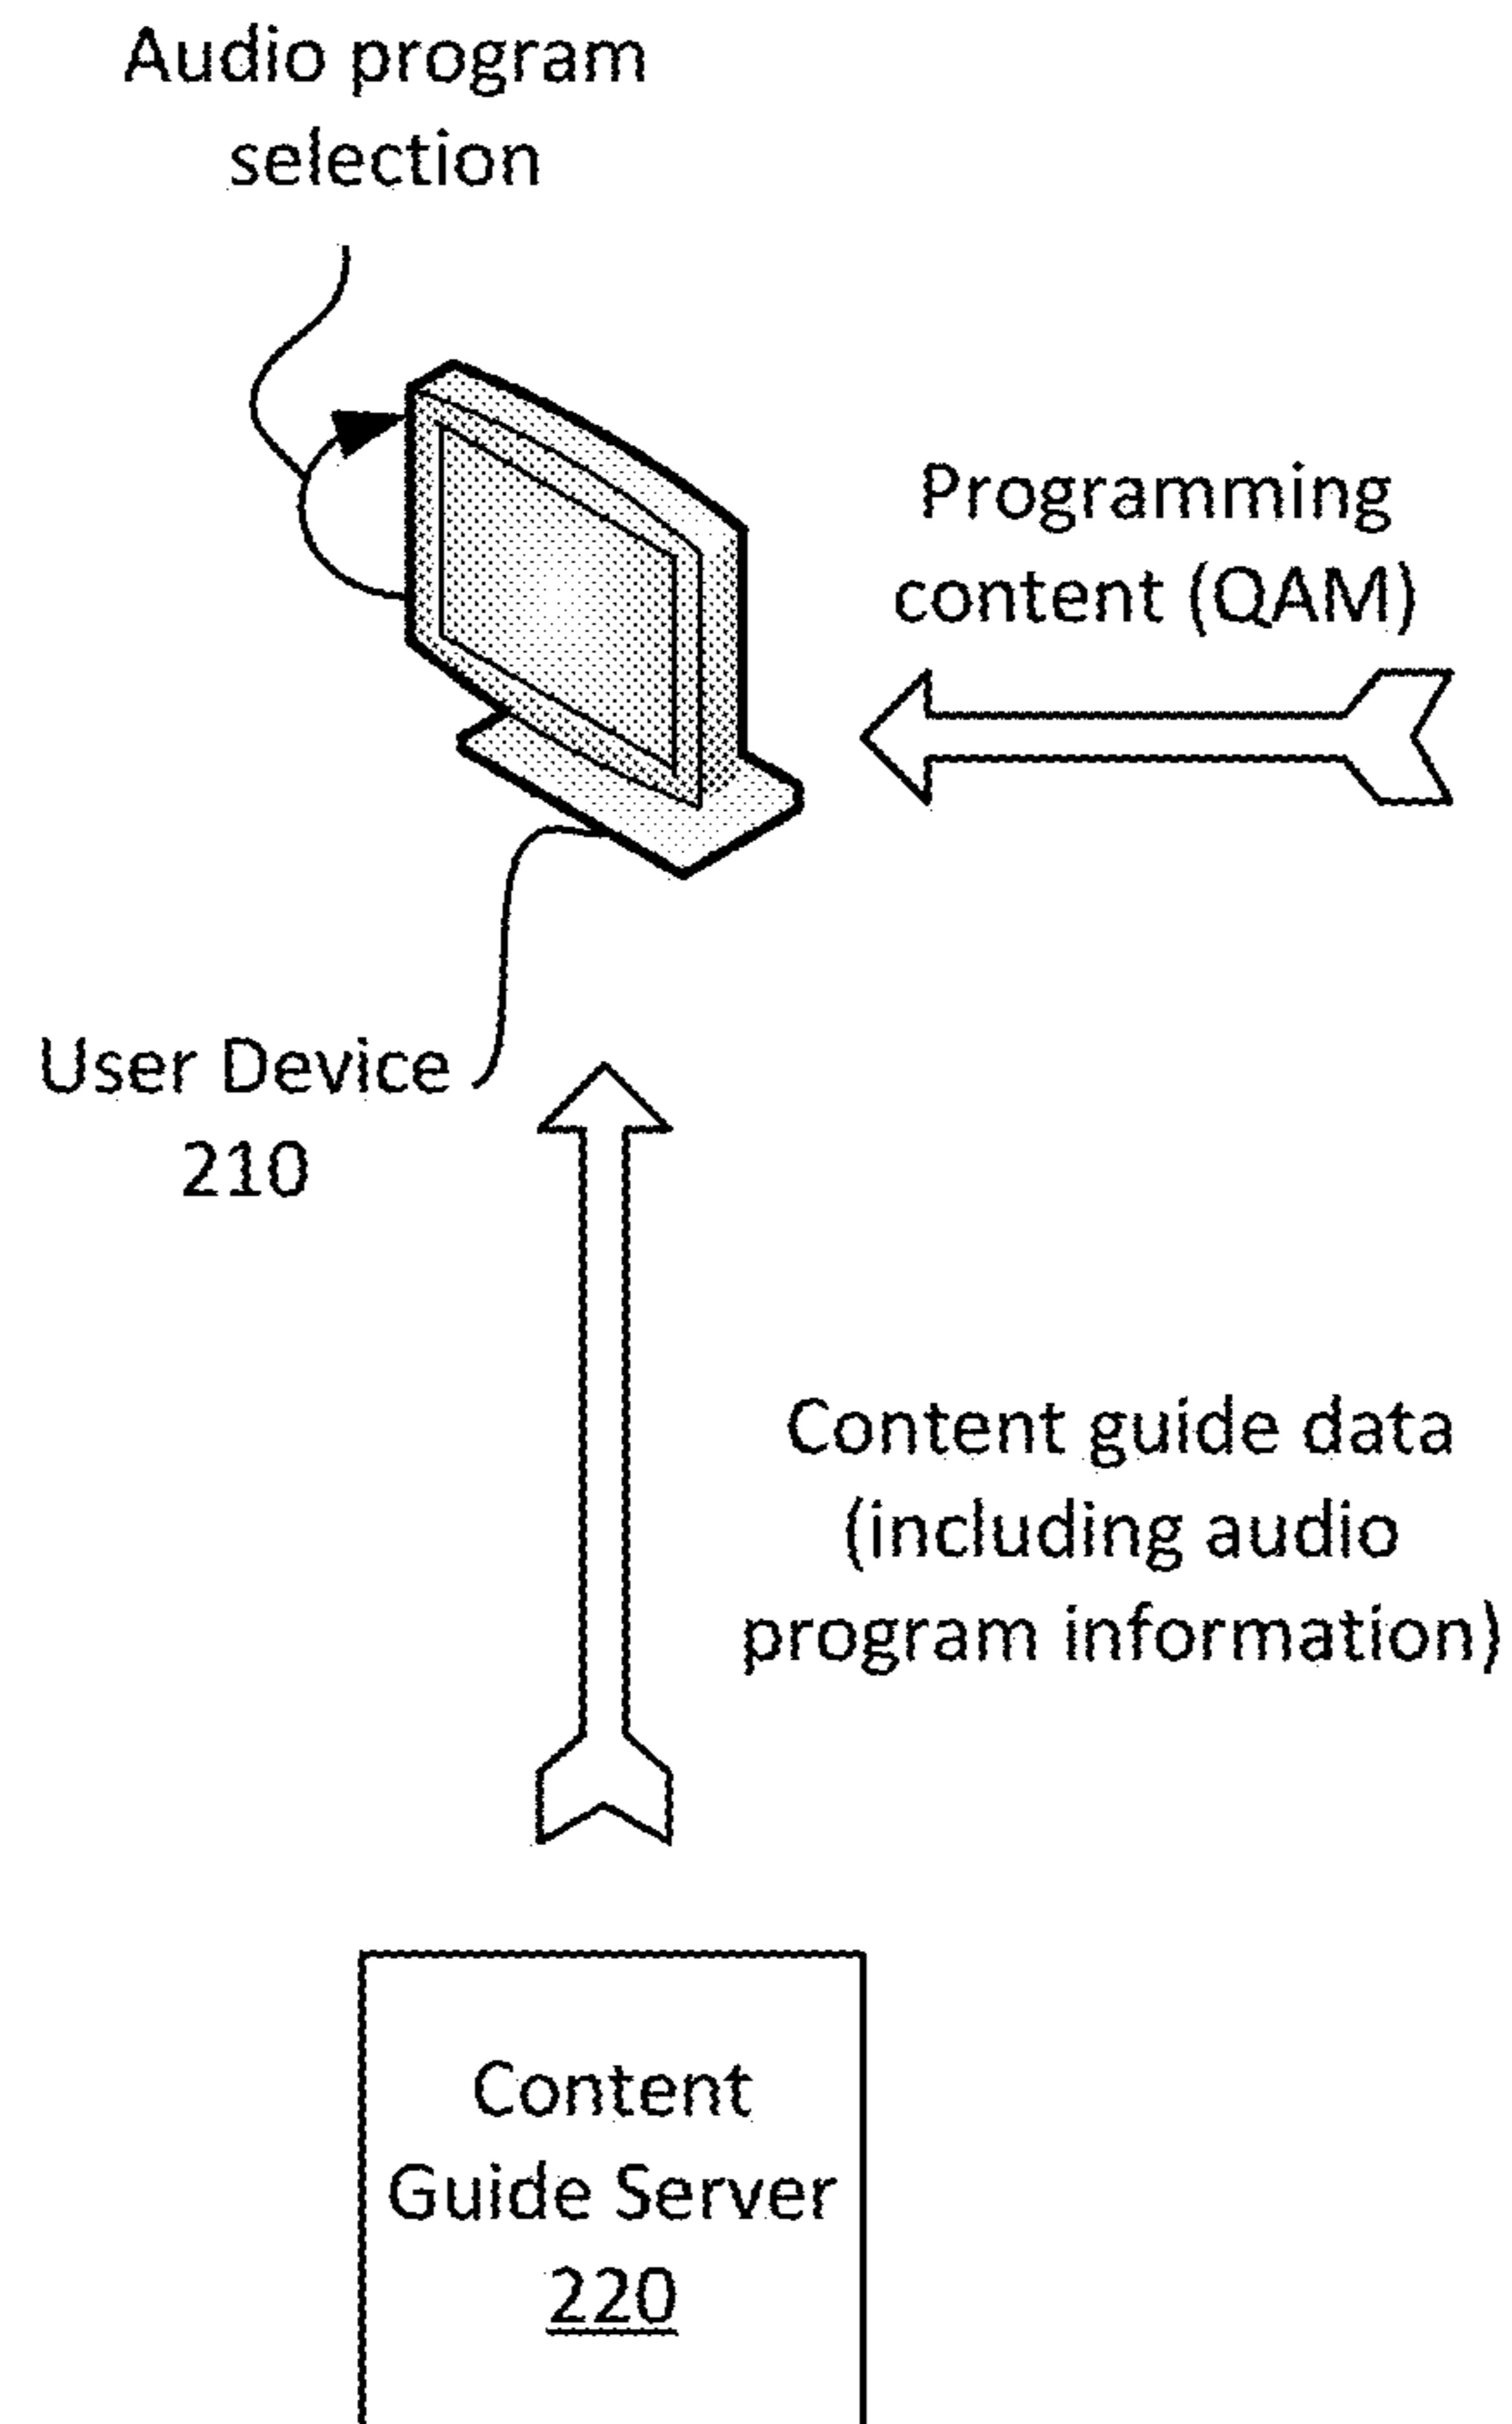 Audio program
selection
Programming
content (QAM)
User Device
210
Content guide data
(including audio
program information)
Content
Guide Server
220